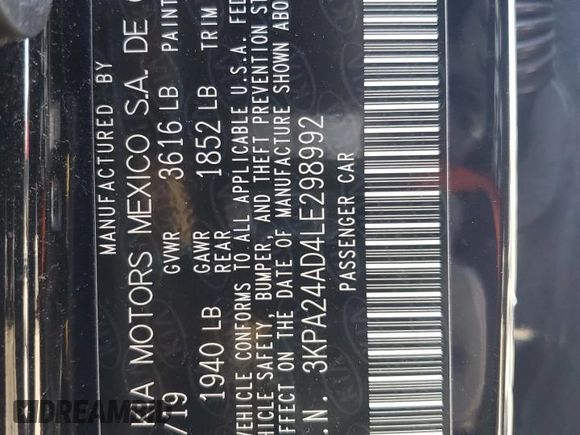 MANUFACTURED BY
KIA MOTORS MEXICO S.A. DE
/19 GVWR 3616 LB PAINT
1940 LB GAWR REAR 1852 LB TRIM
VEHICLE CONFORMS TO ALL APPLICABLE U.S.A. FED
HICLE SAFETY, BUMPER, AND THEFT PREVENTION ST
EFFECT ON THE DATE OF MANUFACTURE SHOWN ABO
.N. 3KPA24AD4LE298992
PASSENGER CAR
DREAM